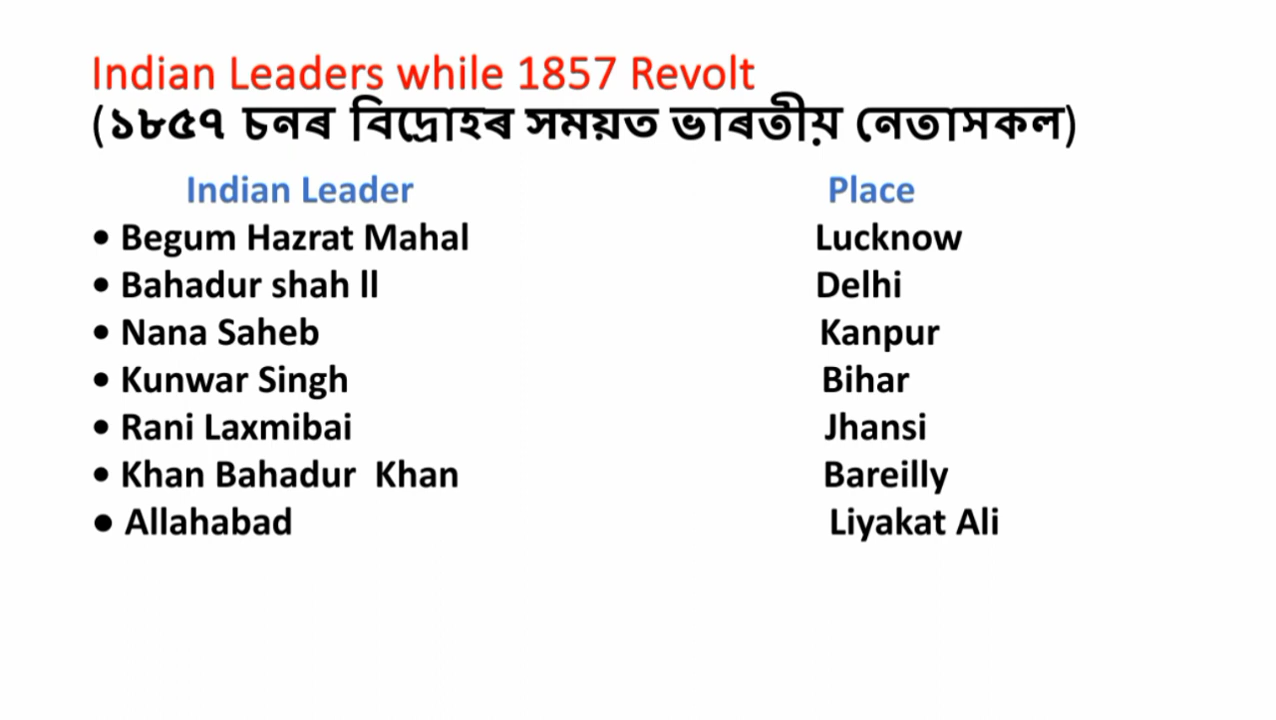 Indian Leaders while 1857 Revolt
(১৮৫৭ চনৰ বিদ্ৰোহৰ সময়ত ভাৰতীয় নেতাসকল)
Indian Leader Place
• Begum Hazrat Mahal Lucknow
• Bahadur shah ll Delhi
• Nana Saheb Kanpur
• Kunwar Singh Bihar
• Rani Laxmibai Jhansi
• Khan Bahadur Khan Bareilly
• Allahabad Liyakat Ali